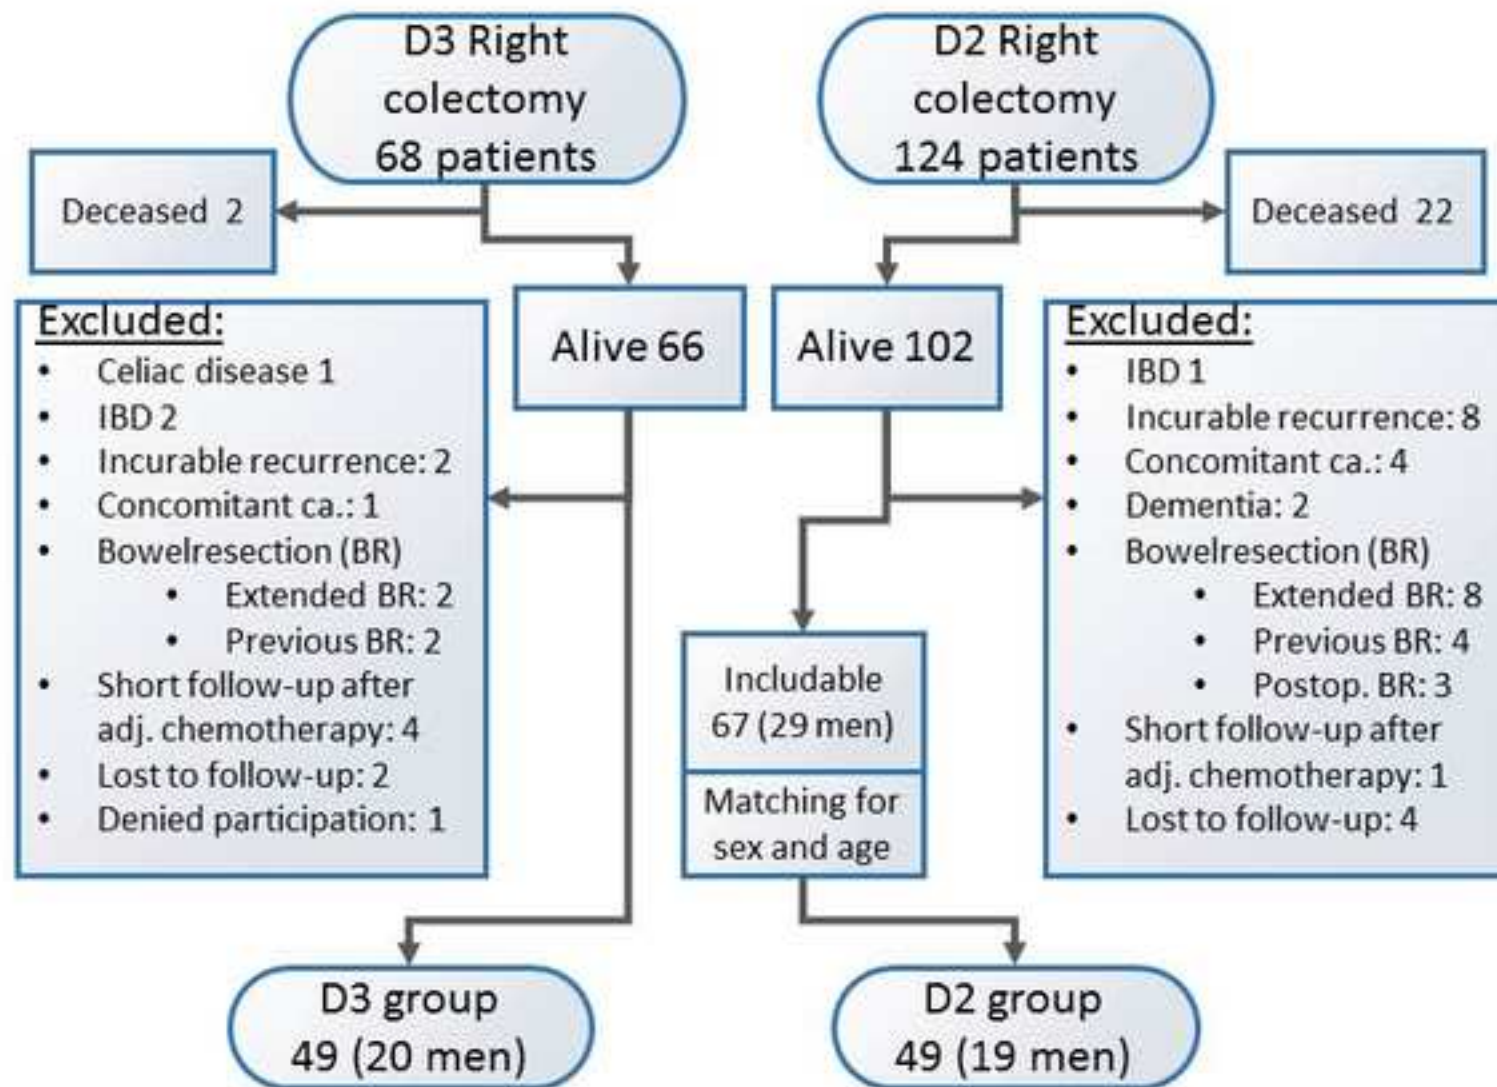 D3 Right
colectomy
68 patients
D2 Right
colectomy
124 patients
Deceased 2
Deceased 22
Alive 66
Alive 102
Excluded:
• Celiac disease 1
• IBD 2
• Incurable recurrence: 2
• Concomitant ca.: 1
• Bowelresection (BR)
• Extended BR: 2
• Previous BR: 2
• Short follow-up after
adj. chemotherapy: 4
• Lost to follow-up: 2
• Denied participation: 1
Excluded:
• IBD 1
• Incurable recurrence: 8
• Concomitant ca.: 4
• Dementia: 2
• Bowelresection (BR)
• Extended BR: 8
• Previous BR: 4
• Postop. BR: 3
• Short follow-up after
adj. chemotherapy: 1
• Lost to follow-up: 4
Includable
67 (29 men)
Matching for
sex and age
D3 group
49 (20 men)
D2 group
49 (19 men)